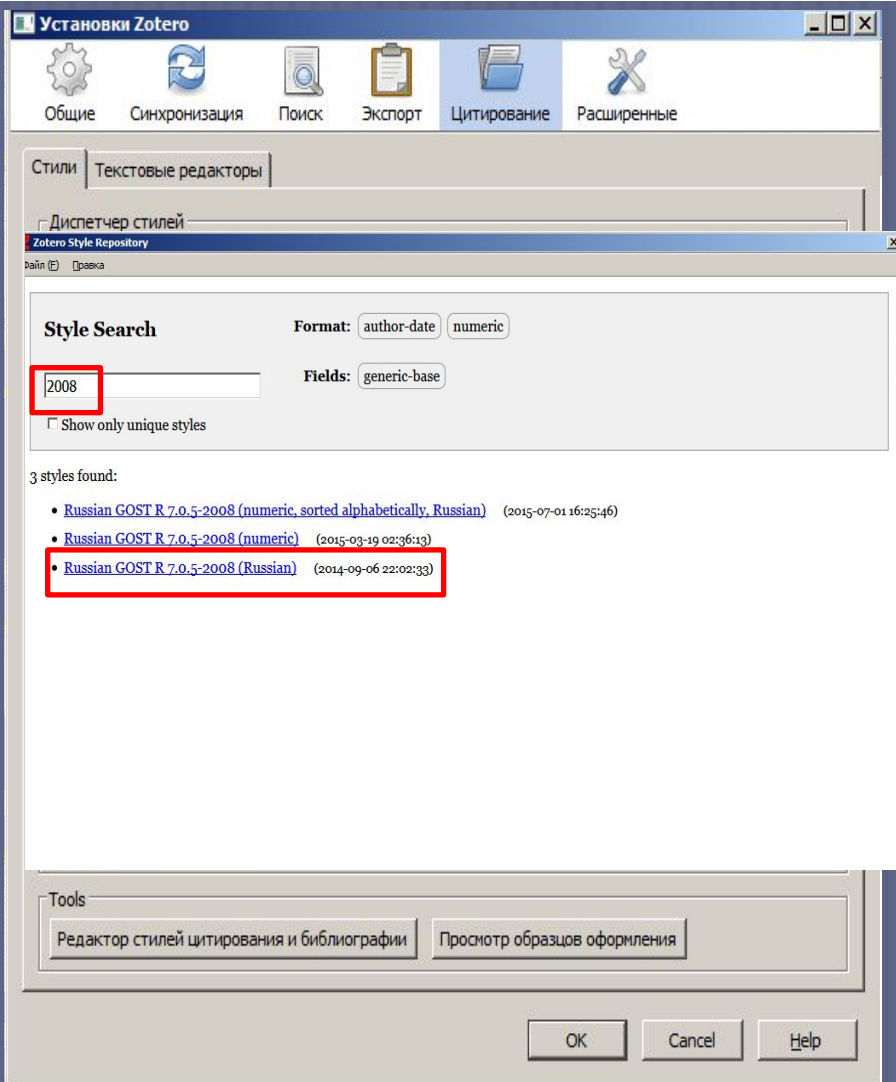 Установки Zotero
Общие Синхронизация Поиск Экспорт Цитирование Расширенные
Стили Текстовые редакторы
Диспетчер стилей
Zotero Style Repository
Файл (F) Правка
Style Search Format: author-date numeric
2008 Fields: generic-base
Show only unique styles
3 styles found:
Russian GOST R 7.0.5-2008 (numeric, sorted alphabetically, Russian) (2015-07-01 16:25:46)
Russian GOST R 7.0.5-2008 (numeric) (2015-03-19 02:36:13)
Russian GOST R 7.0.5-2008 (Russian) (2014-09-06 22:02:33)
Tools
Редактор стилей цитирования и библиографии Просмотр образцов оформления
OK Cancel Help